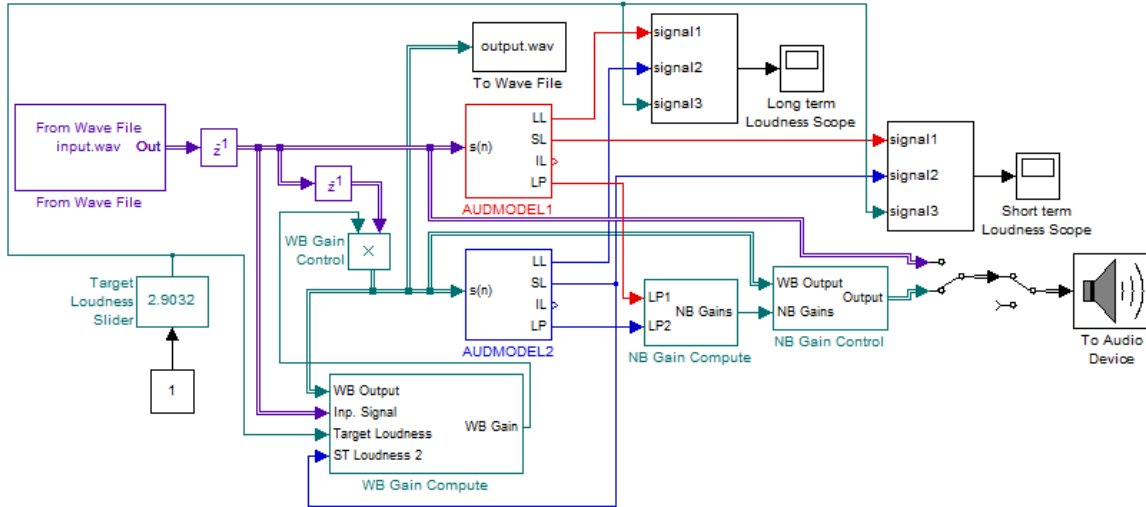 output.wav
To Wave File
signal1
signal2
signal3
Long term
Loudness Scope
From Wave File
input.wav
Out
From Wave File
z^-1
z^-1
s(n)
LL
SL
IL
LP
AUDMODEL1
signal1
signal2
signal3
Short term
Loudness Scope
WB Gain
Control
×
Target
Loudness
Slider
2.9032
1
s(n)
LL
SL
IL
LP
AUDMODEL2
LP1
LP2
NB Gains
NB Gain Compute
WB Output
NB Gains
Output
NB Gain Control
To Audio
Device
WB Output
Inp. Signal
Target Loudness
ST Loudness 2
WB Gain
WB Gain Compute